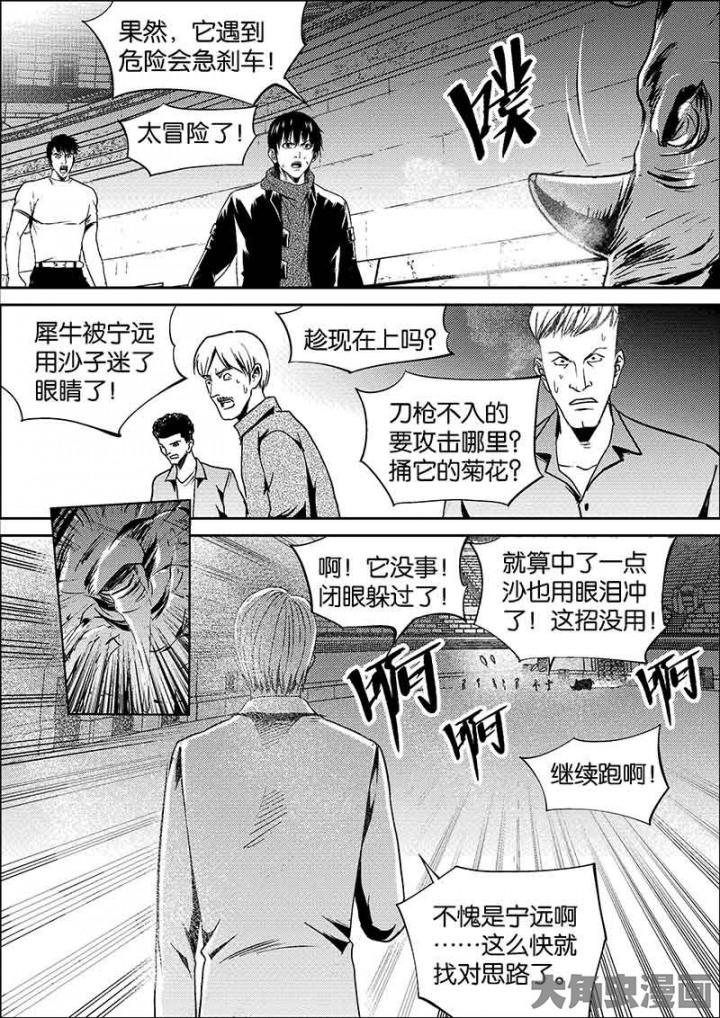 果然，它遇到
危险会急刹车！
太冒险了！
噗
犀牛被宁远
用沙子迷了
眼睛了！
趁现在上吗？
刀枪不入的
要攻击哪里？
捅它的菊花？
啊！它没事！
闭眼躲过了！
就算中了一点
沙也用眼泪冲
了！这招没用！
啊
啊
啊
继续跑啊！
不愧是宁远啊
……这么快就
找对思路了。
大角虫漫画